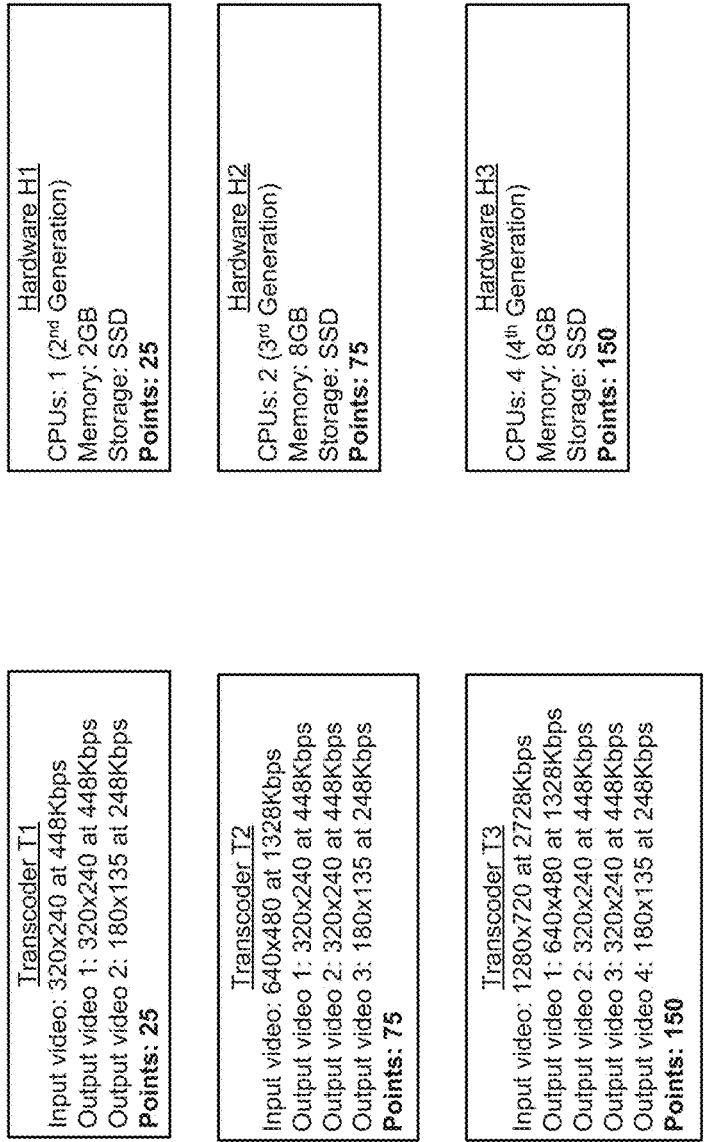 Transcoder T1
Input video: 320x240 at 448Kbps
Output video 1: 320x240 at 448Kbps
Output video 2: 180x135 at 248Kbps
Points: 25
Transcoder T2
Input video: 640x480 at 1328Kbps
Output video 1: 320x240 at 448Kbps
Output video 2: 320x240 at 448Kbps
Output video 3: 180x135 at 248Kbps
Points: 75
Transcoder T3
Input video: 1280x720 at 2728Kbps
Output video 1: 640x480 at 1328Kbps
Output video 2: 320x240 at 448Kbps
Output video 3: 320x240 at 448Kbps
Output video 4: 180x135 at 248Kbps
Points: 150
Hardware H1
CPUs: 1 (2nd Generation)
Memory: 2GB
Storage: SSD
Points: 25
Hardware H2
CPUs: 2 (3rd Generation)
Memory: 8GB
Storage: SSD
Points: 75
Hardware H3
CPUs: 4 (4th Generation)
Memory: 8GB
Storage: SSD
Points: 150